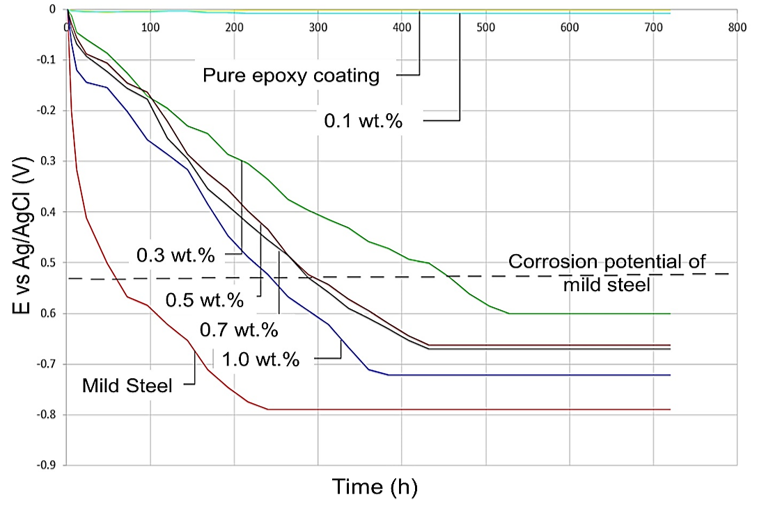 0
0 100 200 300 400 500 600 700 800
-0.1
Pure epoxy coating
-0.2
0.1 wt.%
0.3
0.4
0.3 wt.%
0.5
Corrosion potential of
mild steel
0.5 wt.%
0.6
0.7 wt.%
1.0 wt.%
-0.7
Mild Steel
-0.8
-0.9
E vs Ag/AgCl (V)
Time (h)